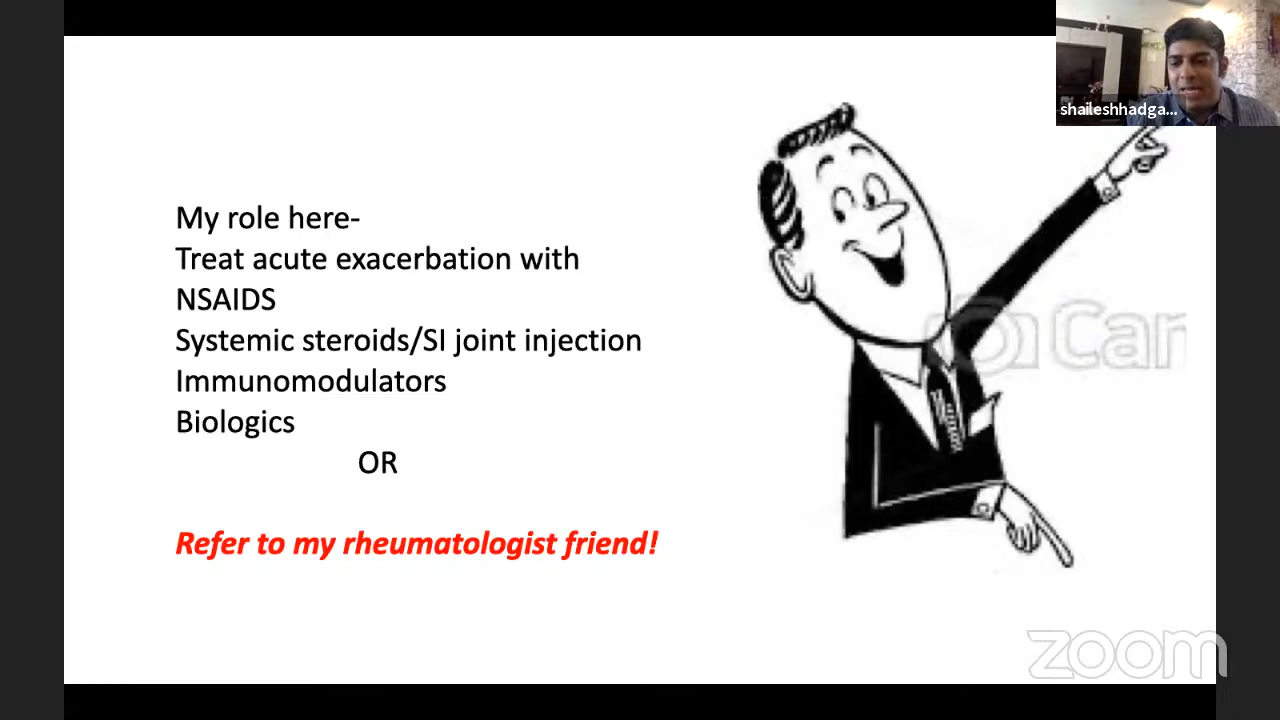 shaileshhadga...
My role here-
Treat acute exacerbation with
NSAIDS
Systemic steroids/SI joint injection
Immunomodulators
Biologics
OR
Refer to my rheumatologist friend!
Car
zoom